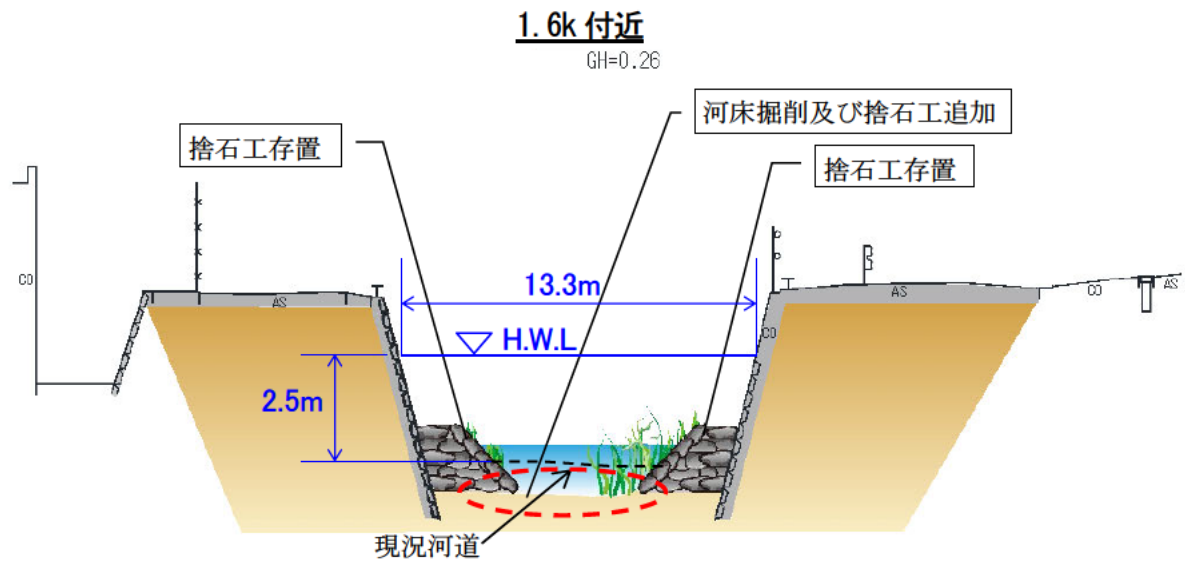 1.6k 付近
GH=0.26
河床掘削及び捨石工追加
捨石工存置
捨石工存置
CO
AS
13.3m
H.W.L
2.5m
CO
AS
CO
AS
現況河道